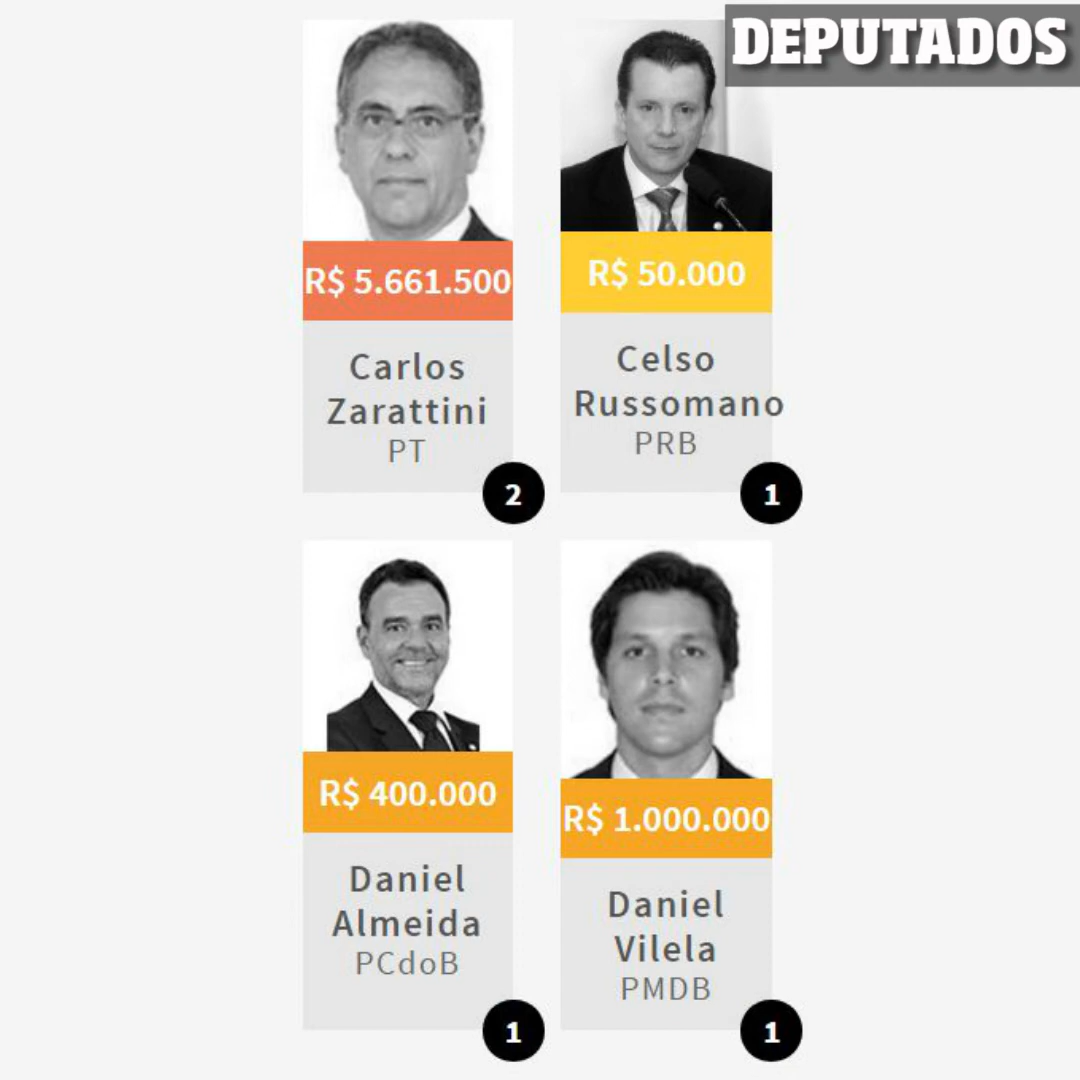 DEPUTADOS
R$ 5.661.500
Carlos
Zarattini
PT
2
R$ 50.000
Celso
Russomano
PRB
1
R$ 400.000
Daniel
Almeida
PCdoB
1
R$ 1.000.000
Daniel
Vilela
PMDB
1